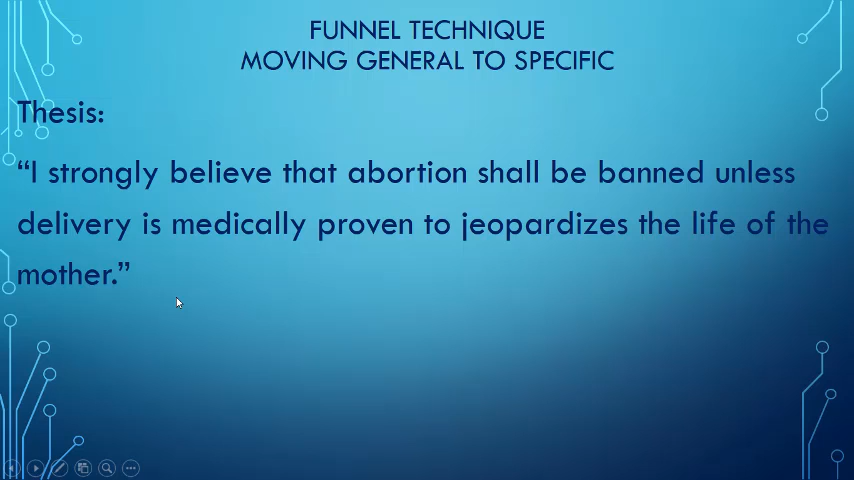 FUNNEL TECHNIQUE
MOVING GENERAL TO SPECIFIC
Thesis:
“I strongly believe that abortion shall be banned unless
delivery is medically proven to jeopardizes the life of the
mother.”